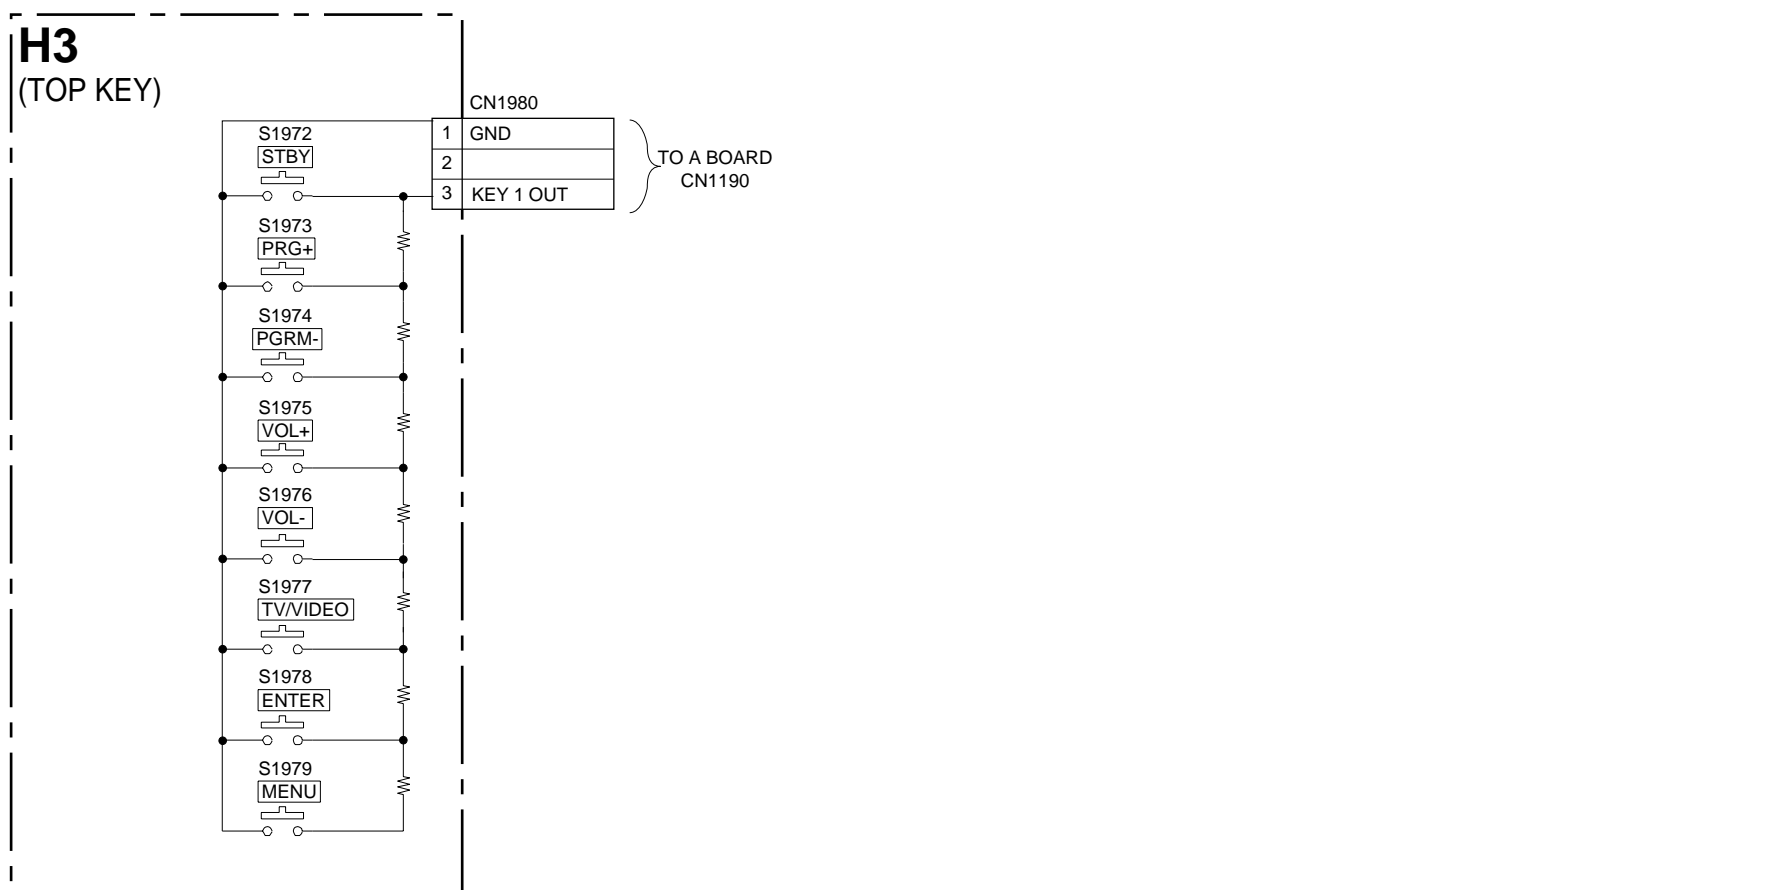 H3
(TOP KEY)
CN1980
1 GND
2
3 KEY 1 OUT
TO A BOARD
CN1190
S1972
STBY
S1973
PRG+
S1974
PGRM-
S1975
VOL+
S1976
VOL-
S1977
TV/VIDEO
S1978
ENTER
S1979
MENU